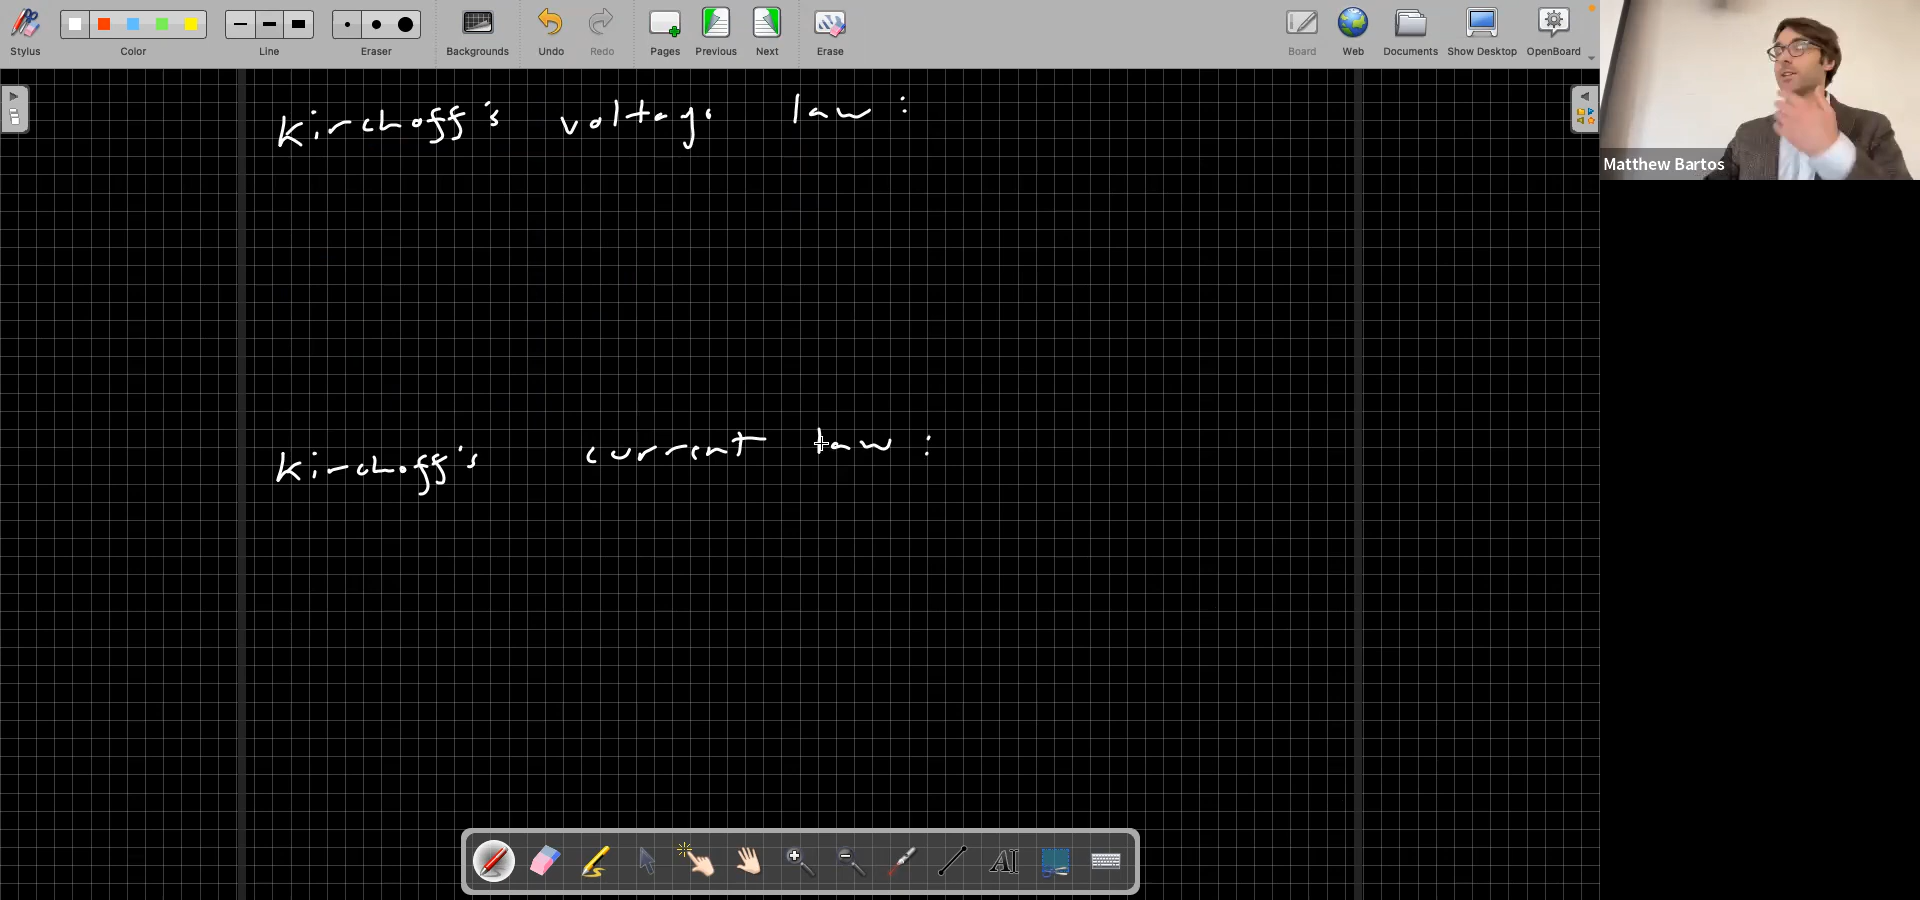 Stylus Color Line Eraser Backgrounds Undo Redo Pages Previous Next Erase Board Web Documents Show Desktop OpenBoard
Matthew Bartos
Kirchoff's voltage law:
Kirchoff's current law:
AI